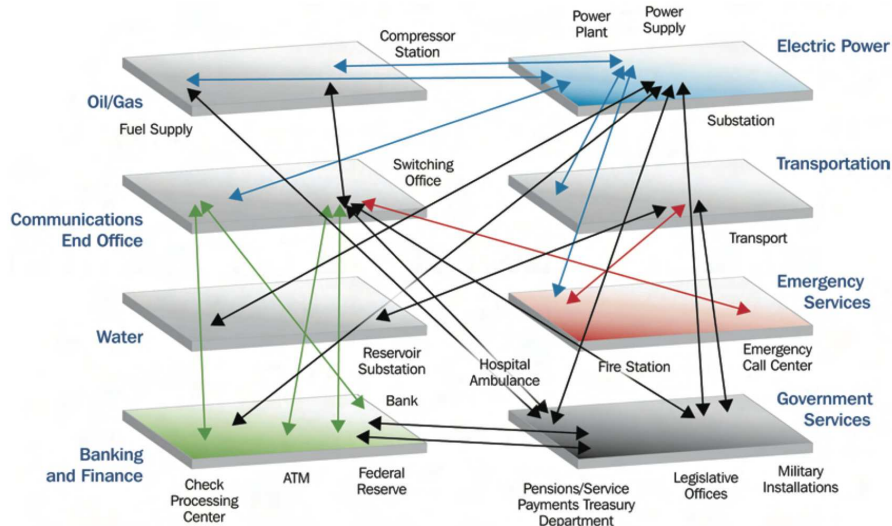 Compressor
Station
Power
Plant
Power
Supply
Electric Power
Oil/Gas
Fuel Supply
Substation
Switching
Office
Transportation
Communications
End Office
Transport
Emergency
Services
Water
Reservoir
Substation
Hospital
Ambulance
Fire Station
Emergency
Call Center
Bank
Government
Services
Banking
and Finance
Check
Processing
Center
ATM
Federal
Reserve
Pensions/Service
Payments Treasury
Department
Legislative
Offices
Military
Installations